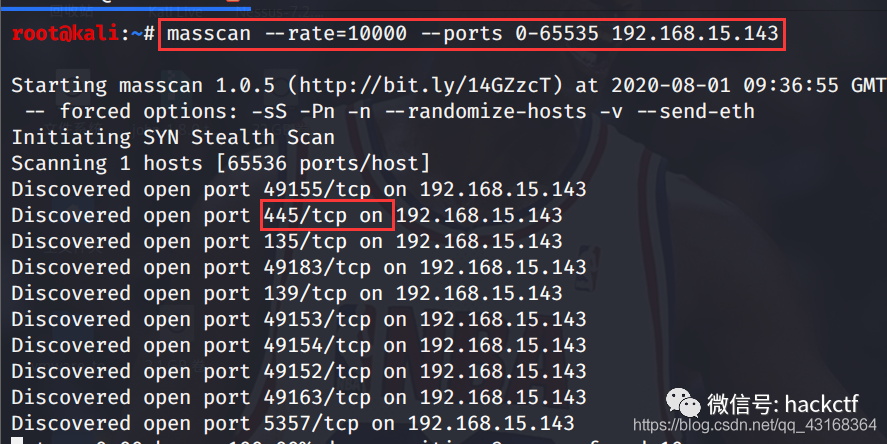 root@kali:~# masscan --rate=10000 --ports 0-65535 192.168.15.143
Starting masscan 1.0.5 (http://bit.ly/14GZzcT) at 2020-08-01 09:36:55 GMT
-- forced options: -sS -Pn -n --randomize-hosts -v --send-eth
Initiating SYN Stealth Scan
Scanning 1 hosts [65536 ports/host]
Discovered open port 49155/tcp on 192.168.15.143
Discovered open port 445/tcp on 192.168.15.143
Discovered open port 135/tcp on 192.168.15.143
Discovered open port 49183/tcp on 192.168.15.143
Discovered open port 139/tcp on 192.168.15.143
Discovered open port 49153/tcp on 192.168.15.143
Discovered open port 49154/tcp on 192.168.15.143
Discovered open port 49152/tcp on 192.168.15.143
Discovered open port 49163/tcp on 192.168.15.143
Discovered open port 5357/tcp on 192.168.15.143
微信号: hackctf
https://blog.csdn.net/qq_43168364